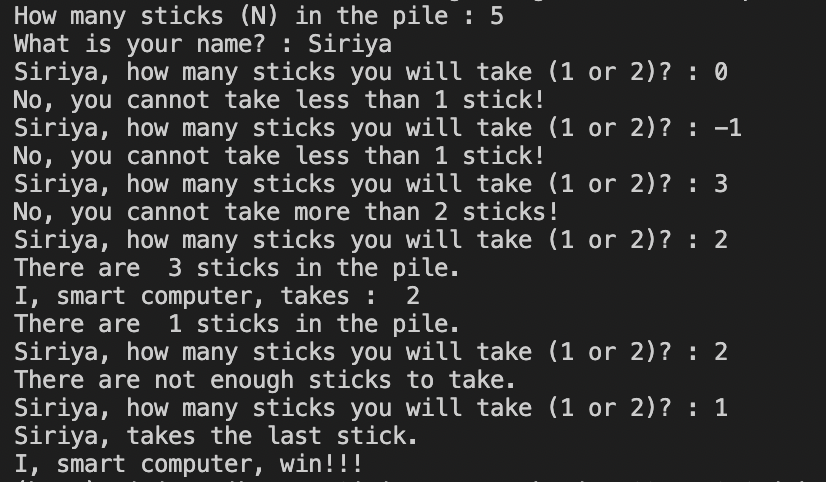 How many sticks (N) in the pile : 5
What is your name? : Siriya
Siriya, how many sticks you will take (1 or 2)? : 0
No, you cannot take less than 1 stick!
Siriya, how many sticks you will take (1 or 2)? : -1
No, you cannot take less than 1 stick!
Siriya, how many sticks you will take (1 or 2)? : 3
No, you cannot take more than 2 sticks!
Siriya, how many sticks you will take (1 or 2)? : 2
There are  3 sticks in the pile.
I, smart computer, takes :  2
There are  1 sticks in the pile.
Siriya, how many sticks you will take (1 or 2)? : 2
There are not enough sticks to take.
Siriya, how many sticks you will take (1 or 2)? : 1
Siriya, takes the last stick.
I, smart computer, win!!!